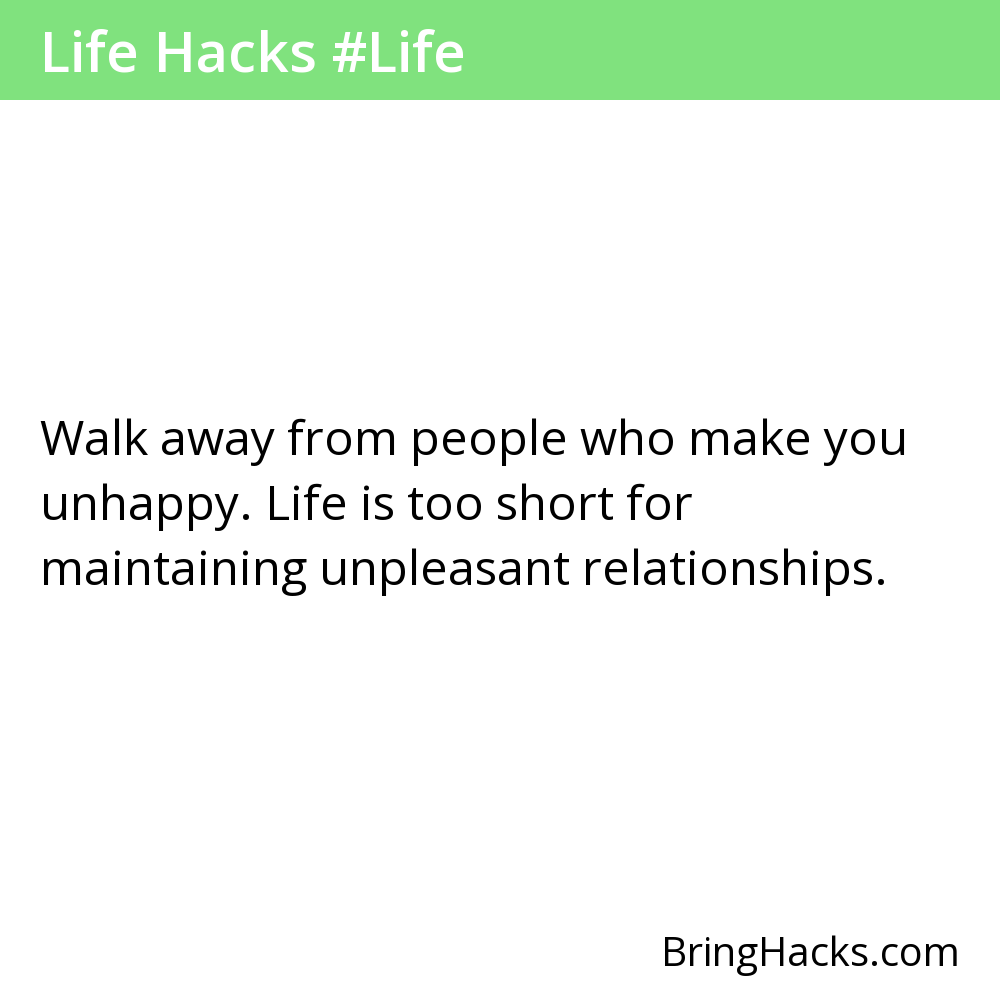 Life Hacks #Life
Walk away from people who make you
unhappy. Life is too short for
maintaining unpleasant relationships.
BringHacks.com